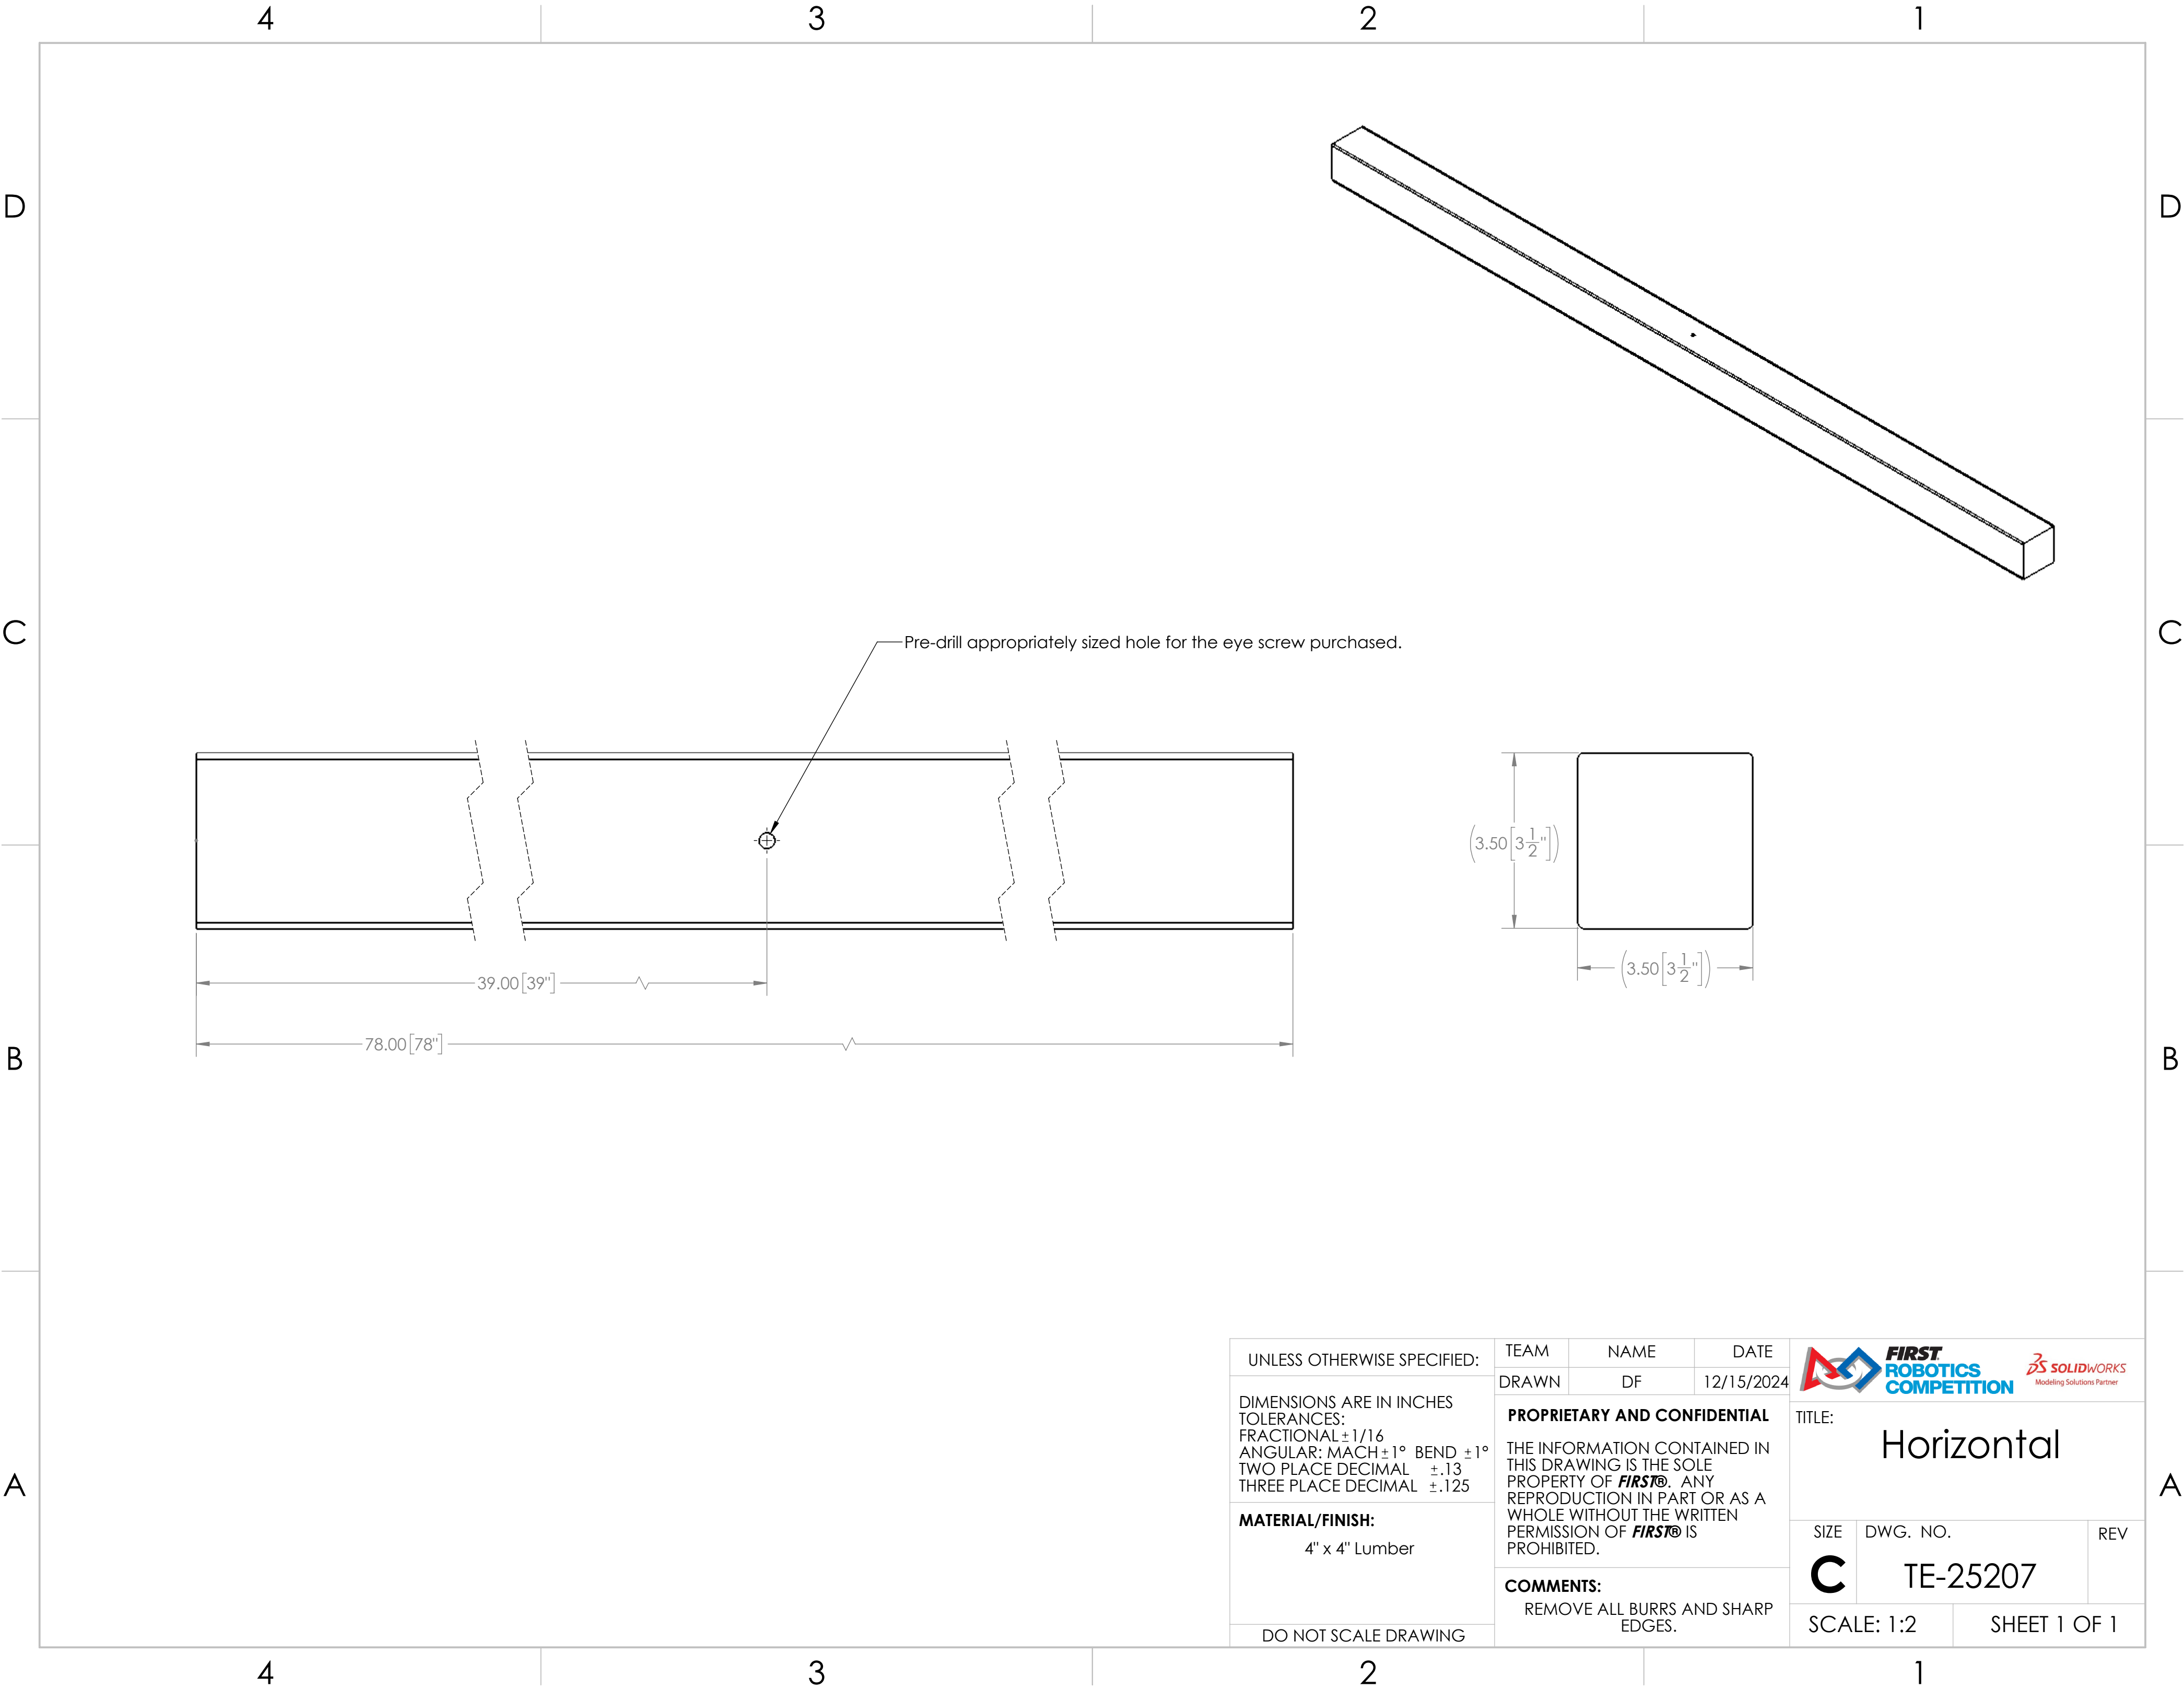 4 3 2 1
D D
C C
Pre-drill appropriately sized hole for the eye screw purchased.
(3.50[3 1/2"])
(3.50[3 1/2"])
39.00[39"]
78.00[78"]
B B
A A
UNLESS OTHERWISE SPECIFIED:
DIMENSIONS ARE IN INCHES
TOLERANCES:
FRACTIONAL±1/16
ANGULAR: MACH±1° BEND ±1°
TWO PLACE DECIMAL ±.13
THREE PLACE DECIMAL ±.125
MATERIAL/FINISH:
4" x 4" Lumber
DO NOT SCALE DRAWING
TEAM NAME DATE
DRAWN DF 12/15/2024
PROPRIETARY AND CONFIDENTIAL
THE INFORMATION CONTAINED IN
THIS DRAWING IS THE SOLE
PROPERTY OF FIRST®. ANY
REPRODUCTION IN PART OR AS A
WHOLE WITHOUT THE WRITTEN
PERMISSION OF FIRST® IS
PROHIBITED.
COMMENTS:
REMOVE ALL BURRS AND SHARP
EDGES.
FIRST
ROBOTICS
COMPETITION
SOLIDWORKS
Modeling Solutions Partner
TITLE:
Horizontal
SIZE DWG. NO. REV
C TE-25207
SCALE: 1:2 SHEET 1 OF 1
4 3 2 1